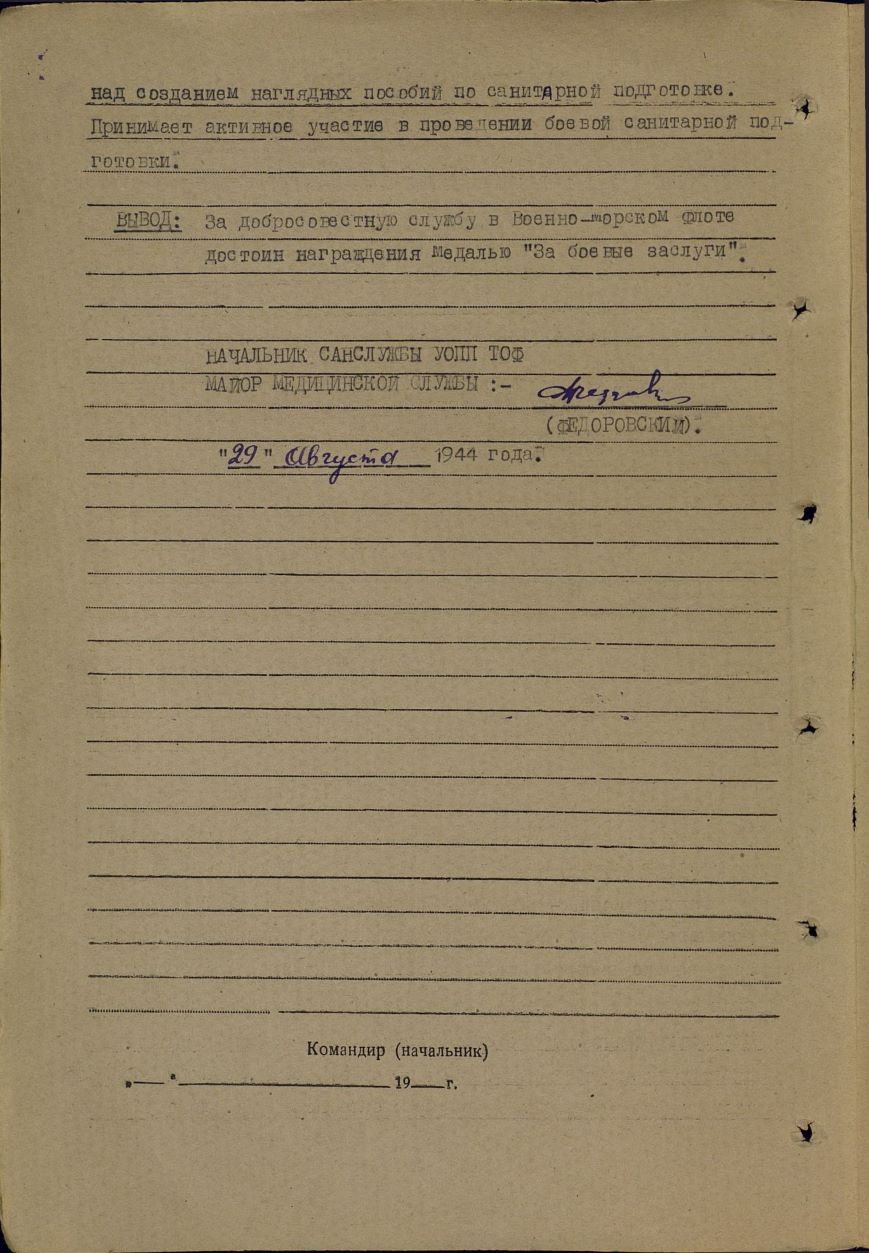 над созданием наглядных пособий по санитарной подготовке.
Принимает активное участие в проведении боевой санитарной под-
готовки.
ВЫВОД: За добросовестную службу в Военно-морском флоте
достоин награждения медалью "За боевые заслуги".
НАЧАЛЬНИК САНСЛУЖБЫ УОПП ТОФ
МАЙОР МЕДИЦИНСКОЙ СЛУЖБЫ :-
(ФЕДОРОВСКИЙ).
"29" Августа 1944 года.
Командир (начальник)
„ — " 19 г.